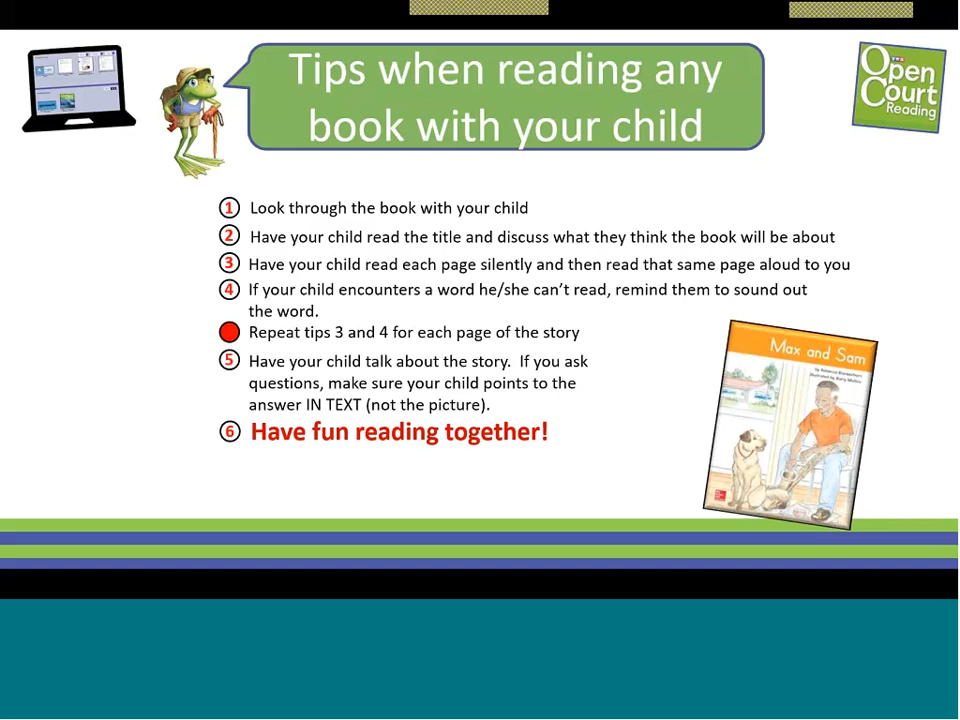 Tips when reading any
book with your child
Open
Court
Reading
1 Look through the book with your child
2 Have your child read the title and discuss what they think the book will be about
3 Have your child read each page silently and then read that same page aloud to you
4 If your child encounters a word he/she can’t read, remind them to sound out
the word.
Repeat tips 3 and 4 for each page of the story
5 Have your child talk about the story.  If you ask
questions, make sure your child points to the
answer IN TEXT (not the picture).
6 Have fun reading together!
Max and Sam